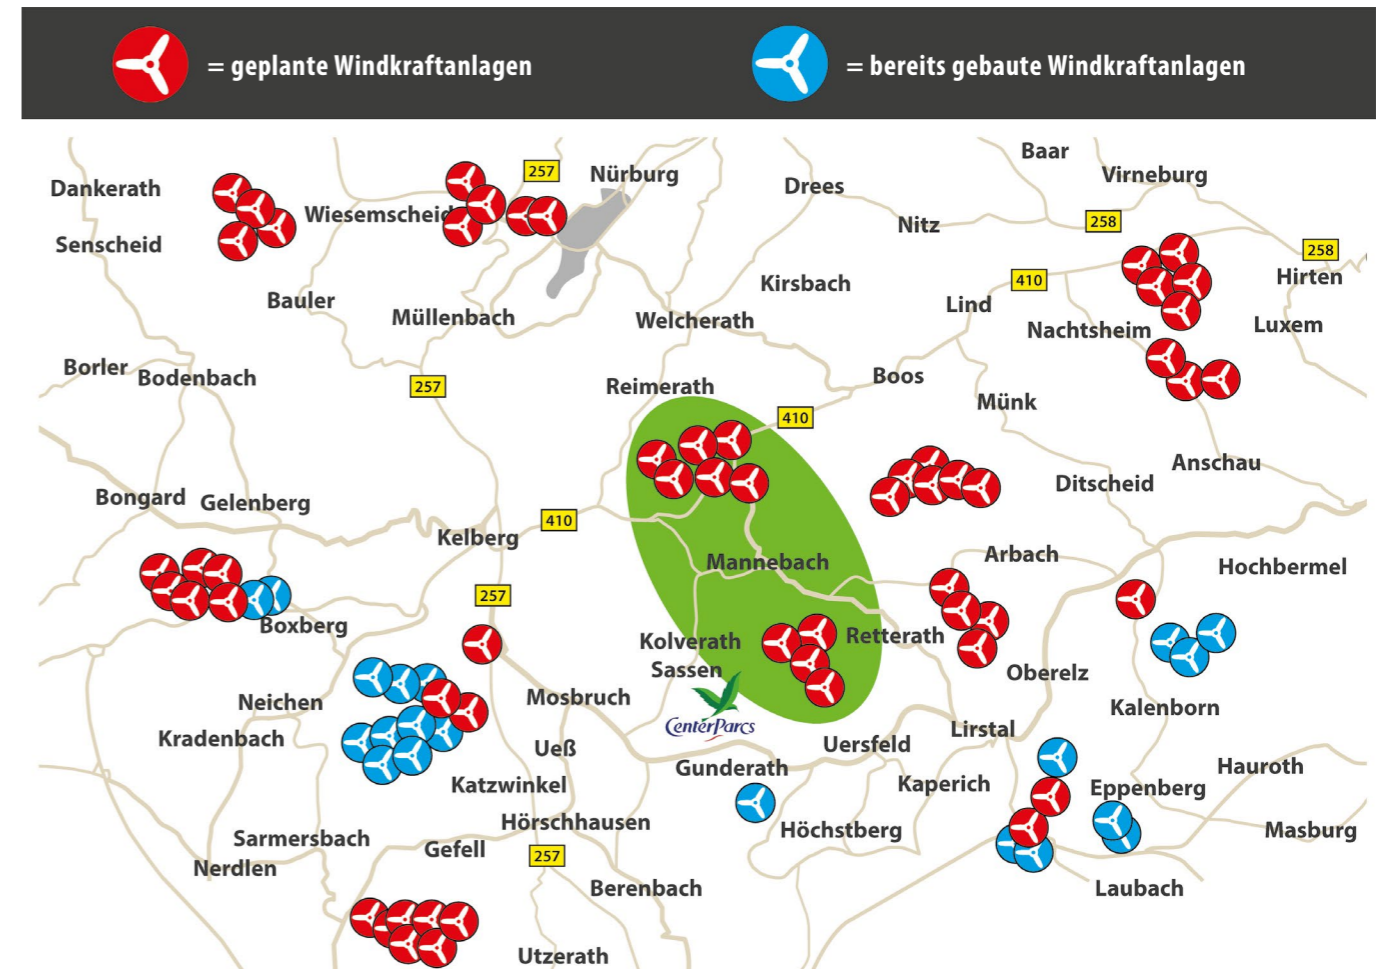 = geplante Windkraftanlagen
= bereits gebaute Windkraftanlagen
Baar
257
Nürburg
Virneburg
Dankerath
Drees
Wiesemscheid
Nitz
258
Senscheid
258
Hirten
410
Kirsbach
Bauler
Lind
Müllenbach
Welcherath
Nachtsheim
Luxem
Borler
Bodenbach
257
Reimerath
Boos
Münk
410
Anschau
Ditscheid
Bongard
Gelenberg
410
Kelberg
Arbach
Mannebach
Hochbermel
257
Boxberg
Kolverath
Retterath
Sassen
Oberelz
Neichen
Mosbruch
Kalenborn
CenterParcs
Lirstal
Kradenbach
Ueß
Uersfeld
Gunderath
Hauroth
Katzwinkel
Kaperich
Eppenberg
Hörschhausen
Höchstberg
Masburg
Sarmersbach
Gefell
257
Nerdlen
Berenbach
Laubach
Utzerath